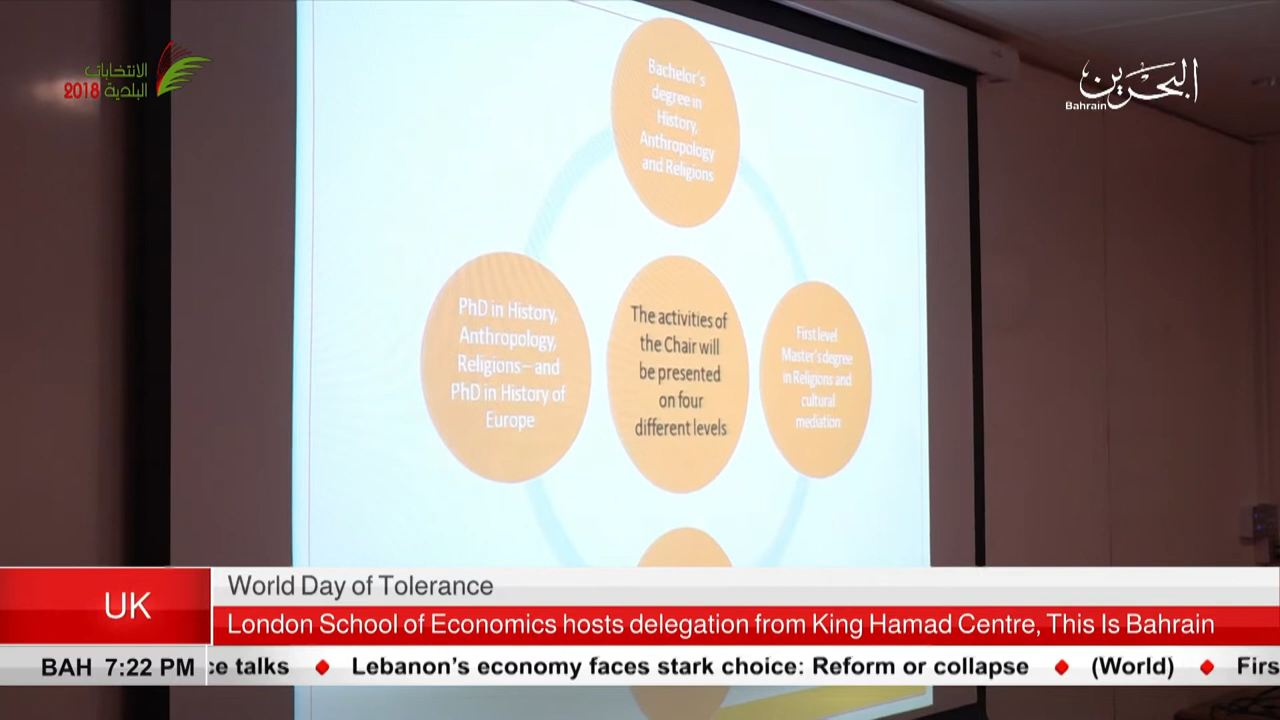 الانتخابات
البلدية 2018
البحرين
Bahrain
Bachelor's
degree in
History,
Anthropology
and Religions
PhD in History,
Anthropology,
Religions – and
PhD in History of
Europe
The activities of
the Chair will
be presented
on four
different levels
First level
Master's degree
in Religions and
cultural
mediation
UK
World Day of Tolerance
London School of Economics hosts delegation from King Hamad Centre, This Is Bahrain
BAH 7:22 PM
ce talks ♦ Lebanon's economy faces stark choice: Reform or collapse ♦ (World) ♦ Firs